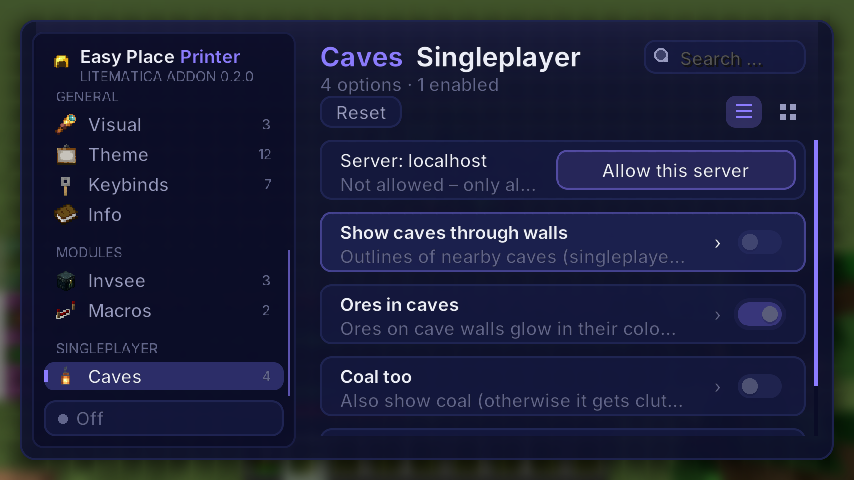 Easy Place Printer
LITEMATICA ADDON 0.2.0
GENERAL
Visual 3
Theme 12
Keybinds 7
Info
MODULES
Invsee 3
Macros 2
SINGLEPLAYER
Caves 4
Off
Caves Singleplayer
4 options · 1 enabled
Search ...
Reset
Server: localhost
Not allowed – only al...
Allow this server
Show caves through walls
Outlines of nearby caves (singleplaye...
Ores in caves
Ores on cave walls glow in their colo...
Coal too
Also show coal (otherwise it gets clut...